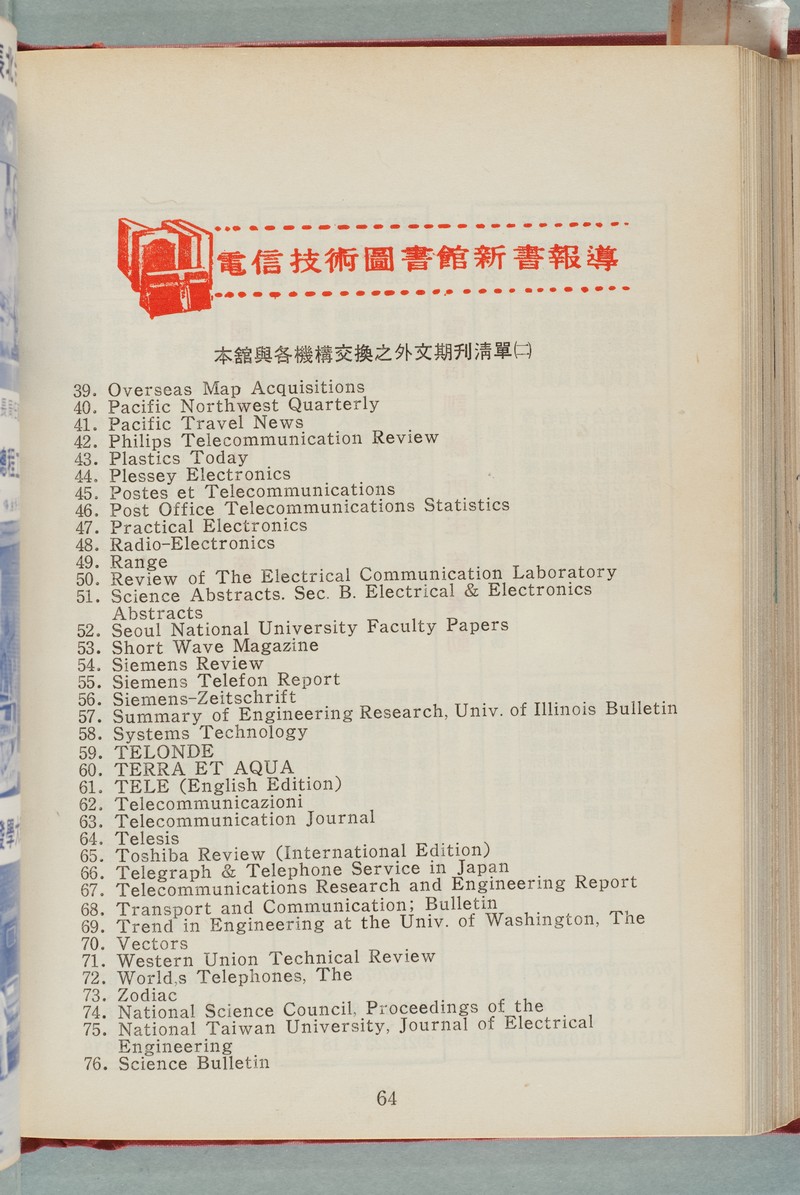 電信技術圖書館新書報導
本舘與各機構交換之外文期刋淸單㈡
39. Overseas Map Acquisitions
40. Pacific Northwest Quarterly
41. Pacific Travel News
42. Philips Telecommunication Review
43. Plastics Today
44. Plessey Electronics
45. Postes et Telecommunications
46. Post Office Telecommunications Statistics
47. Practical Electronics
48. Radio-Electronics
49. Range
50. Review of The Electrical Communication Laboratory
51. Science Abstracts. Sec. B. Electrical & Electronics
Abstracts
52. Seoul National University Faculty Papers
53. Short Wave Magazine
54. Siemens Review
55. Siemens Telefon Report
56. Siemens-Zeitschrift
57. Summary of Engineering Research, Univ. of Illinois Bulletin
58. Systems Technology
59. TELONDE
60. TERRA ET AQUA
61. TELE (English Edition)
62. Telecommunicazioni
63. Telecommunication Journal
64. Telesis
65. Toshiba Review (International Edition)
66. Telegraph & Telephone Service in Japan
67. Telecommunications Research and Engineering Report
68. Transport and Communication; Bulletin
69. Trend in Engineering at the Univ. of Washington, The
70. Vectors
71. Western Union Technical Review
72. World,s Telephones, The
73. Zodiac
74. National Science Council, Proceedings of the
75. National Taiwan University, Journal of Electrical
Engineering
76. Science Bulletin
64